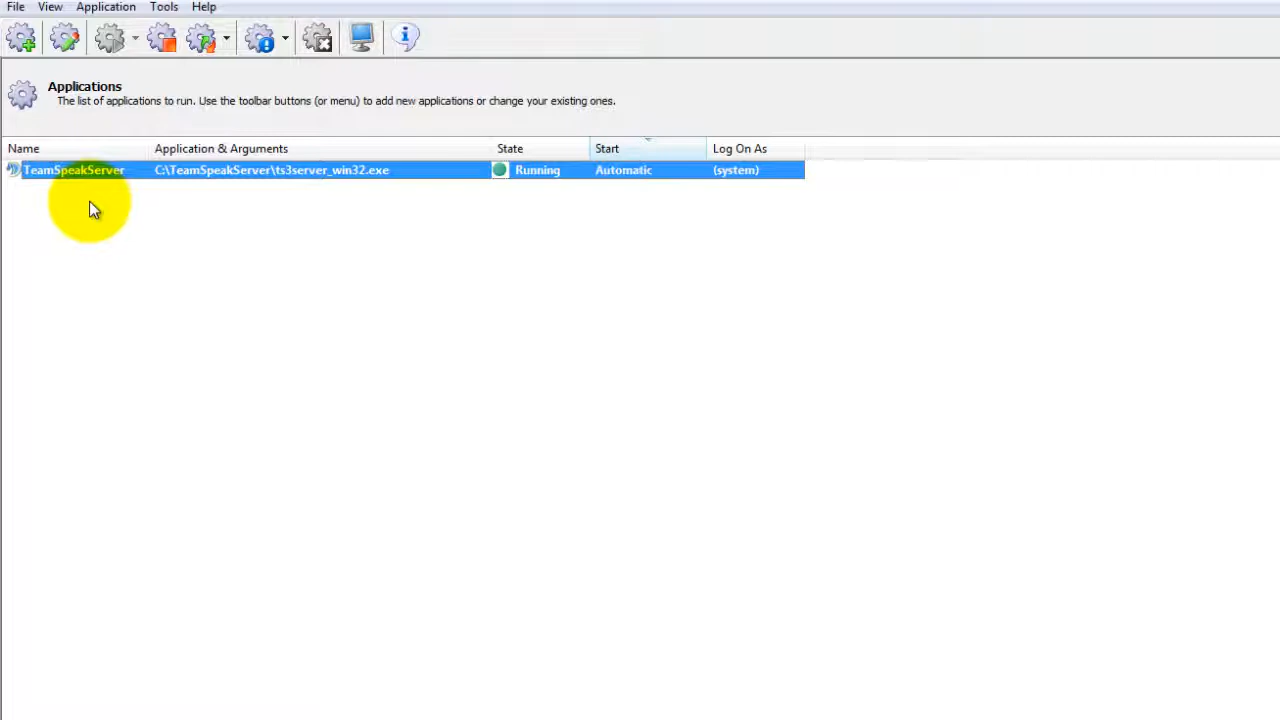 File View Application Tools Help
Applications
The list of applications to run. Use the toolbar buttons (or menu) to add new applications or change your existing ones.
Name Application & Arguments State Start Log On As
TeamSpeakServer C:\TeamSpeakServer\ts3server_win32.exe Running Automatic (system)